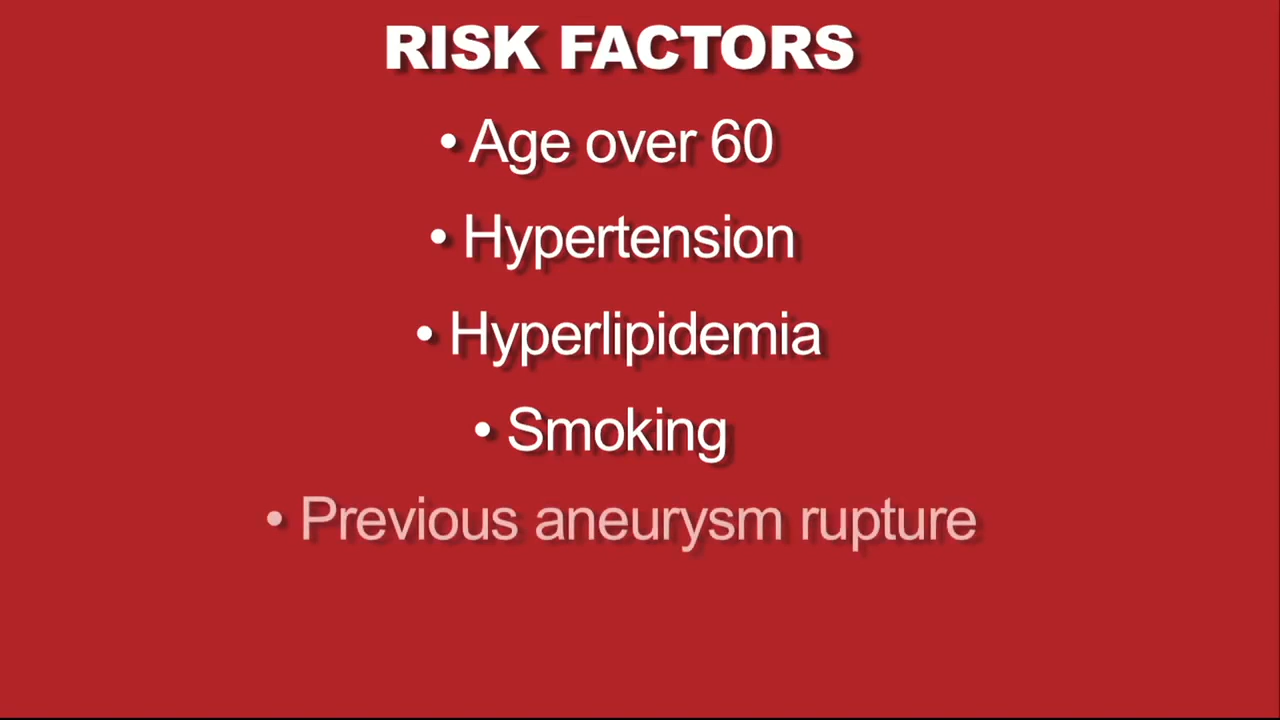 RISK FACTORS
• Age over 60
• Hypertension
• Hyperlipidemia
• Smoking
• Previous aneurysm rupture